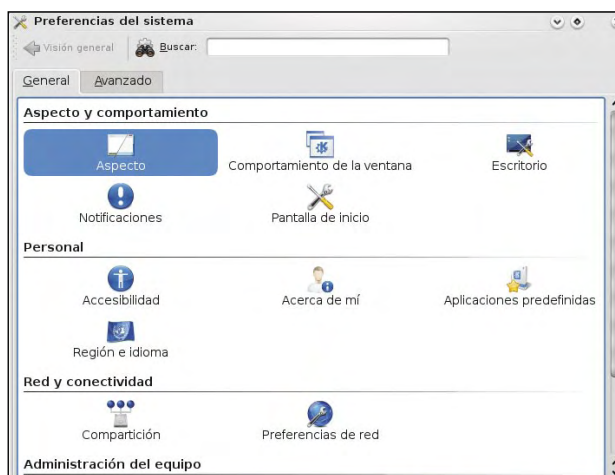 Preferencias del sistema
Visión general Buscar:
General Avanzado
Aspecto y comportamiento
Aspecto Comportamiento de la ventana Escritorio
Notificaciones Pantalla de inicio
Personal
Accesibilidad Acerca de mí Aplicaciones predefinidas
Región e idioma
Red y conectividad
Compartición Preferencias de red
Administración del equipo